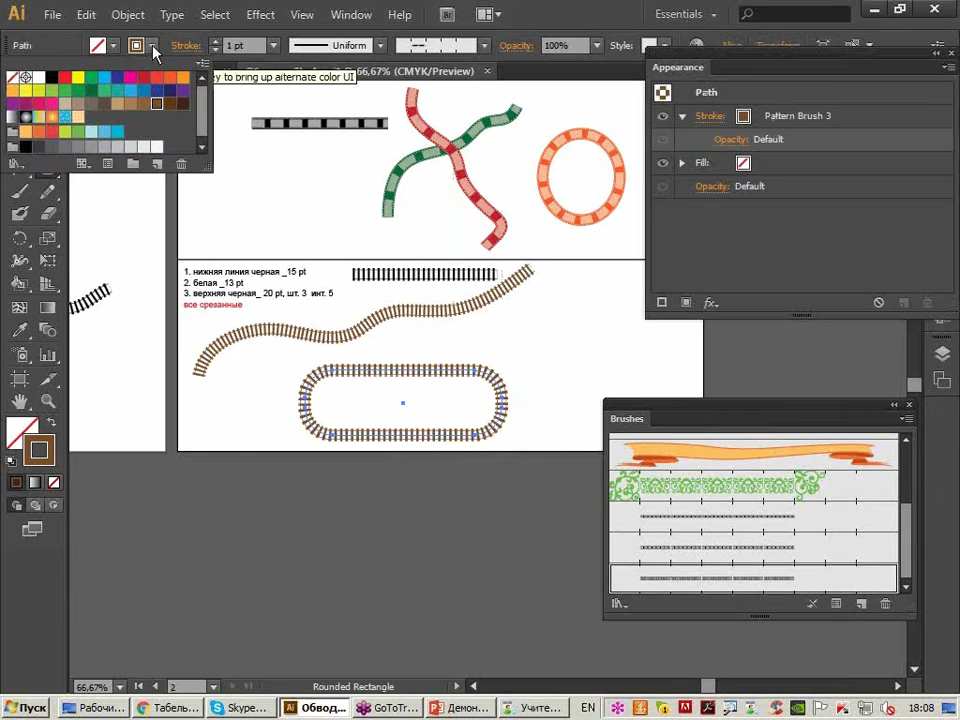 Ai File Edit Object Type Select Effect View Window Help Br Essentials
Path Stroke: 1 pt Uniform Opacity: 100% Style:
66,67% (CMYK/Preview)
y to bring up alternate color UI
Appearance
Path
Stroke: Pattern Brush 3
Opacity: Default
Fill:
Opacity: Default
fx
1. нижняя линия черная _15 pt
2. белая _13 pt
3. верхняя черная_ 20 pt, шт. 3 инт. 5
все срезанные
Brushes
66,67% 2 Rounded Rectangle
Пуск Рабочи... Табель... Skype... Обвод... GoToTr... Демон... Учите... EN 18:08